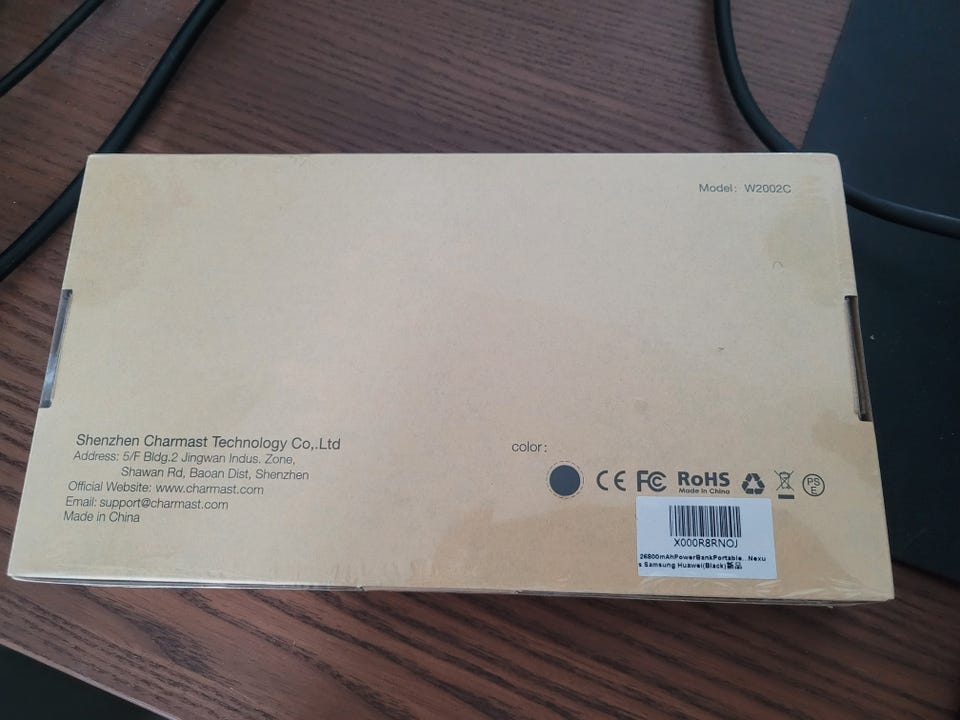 Model: W2002C
Shenzhen Charmast Technology Co,.Ltd
Address: 5/F Bldg.2 Jingwan Indus. Zone,
Shawan Rd, Baoan Dist, Shenzhen
Official Website: www.charmast.com
Email: support@charmast.com
Made in China
color:
CE FC RoHS
Made in China
PS
E
X000R8RNOJ
26800mAhPowerBankPortable...Nexu
s Samsung Huawei(Black)新品